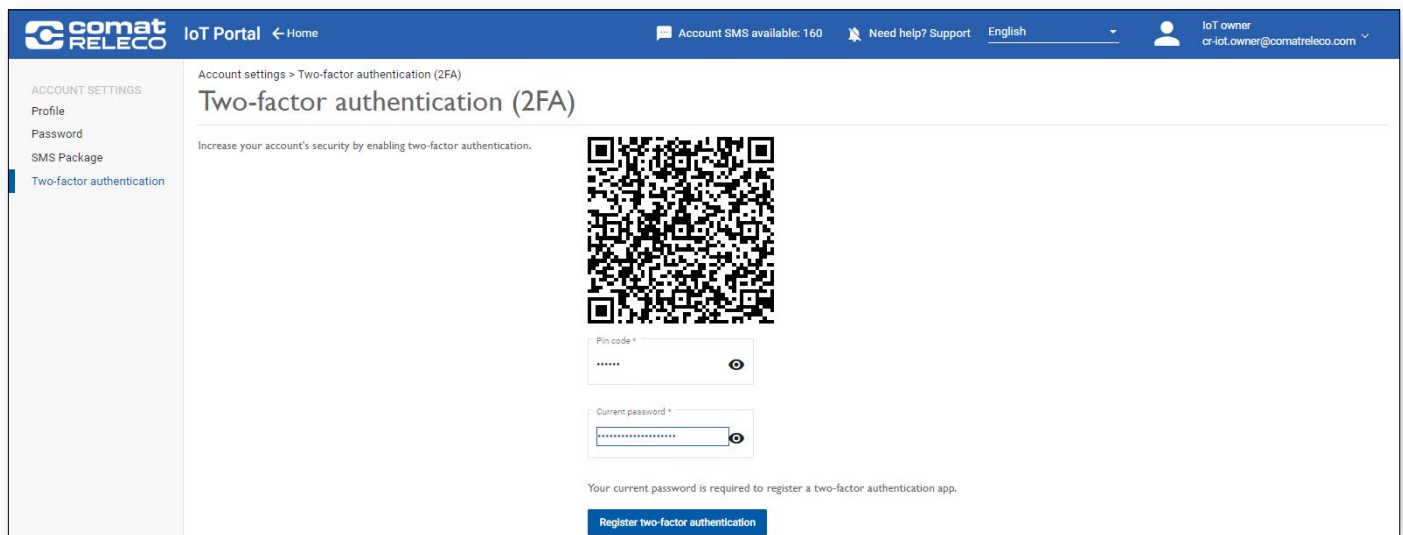 comat
RELECO
IoT Portal
Home
Account SMS available: 160
Need help? Support
English
IoT owner
cr-iot.owner@comatreleco.com
ACCOUNT SETTINGS
Profile
Password
SMS Package
Two-factor authentication
Account settings > Two-factor authentication (2FA)
Two-factor authentication (2FA)
Increase your account's security by enabling two-factor authentication.
Pin code *
••••••
Current password *
••••••••••••••••••••
Your current password is required to register a two-factor authentication app.
Register two-factor authentication